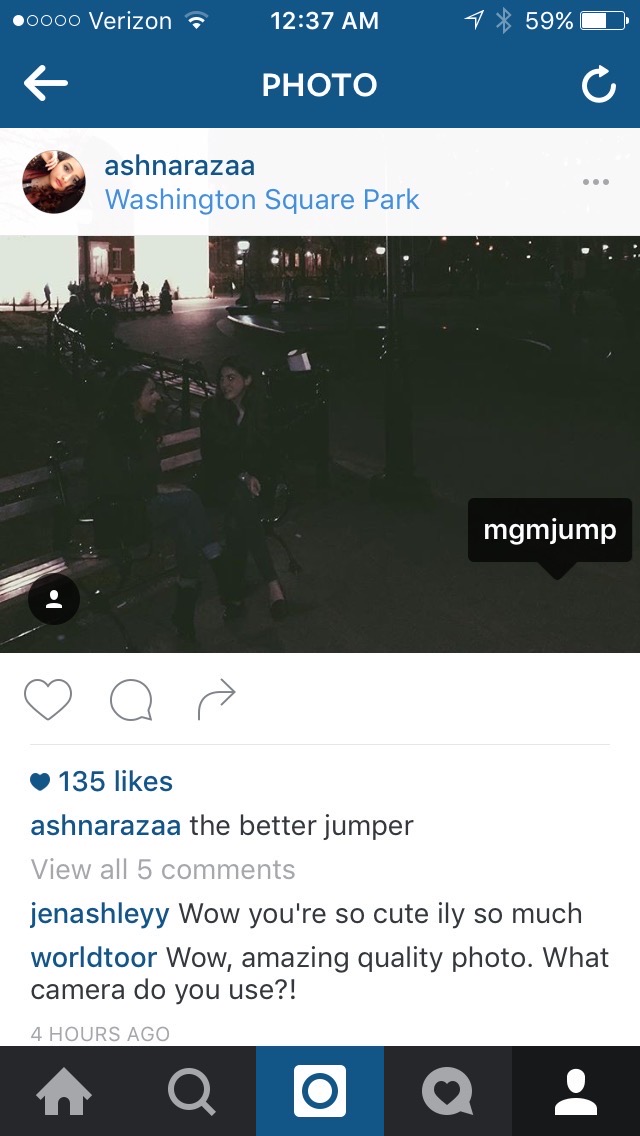 Verizon 12:37 AM 59%
PHOTO
ashnarazaa
Washington Square Park
mgmjump
135 likes
ashnarazaa the better jumper
View all 5 comments
jenashleyy Wow you're so cute ily so much
worldtoor Wow, amazing quality photo. What
camera do you use?!
4 HOURS AGO